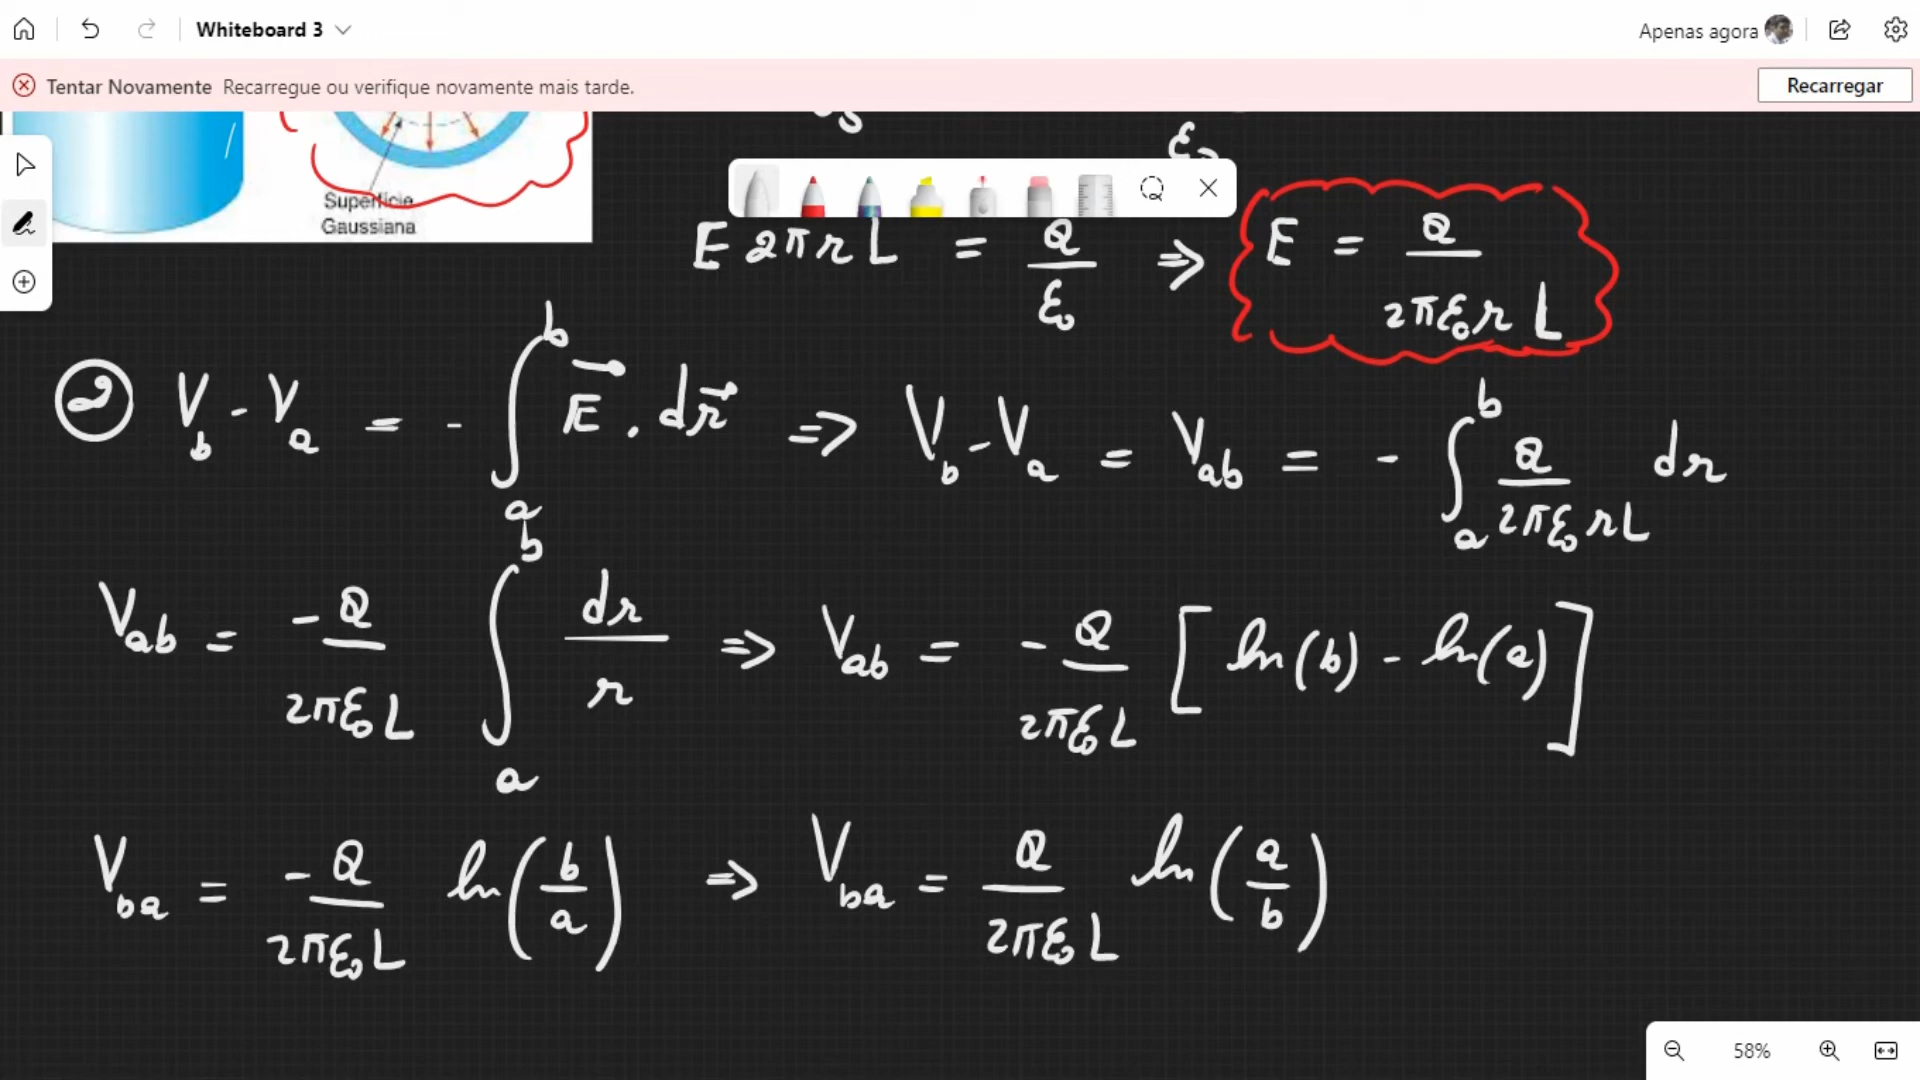 Whiteboard 3
Apenas agora
Tentar Novamente Recarregue ou verifique novamente mais tarde.
Recarregar
Superfície
Gaussiana
E 2πrL = Q/ε₀ ⇒ E = Q/2πε₀rL
② V_b - V_a = -∫_a^b E⃗ . dr⃗ ⇒ V_b - V_a = V_ab = -∫_a^b Q/2πε₀rL dr
V_ab = -Q/2πε₀L ∫_a^b dr/r ⇒ V_ab = -Q/2πε₀L [ln(b) - ln(a)]
V_ba = -Q/2πε₀L ln(b/a) ⇒ V_ba = Q/2πε₀L ln(a/b)
58%